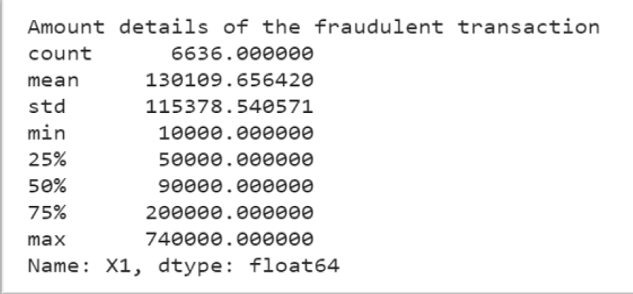 Amount details of the fraudulent transaction
count 6636.000000
mean 130109.656420
std 115378.540571
min 10000.000000
25% 50000.000000
50% 90000.000000
75% 200000.000000
max 740000.000000
Name: X1, dtype: float64